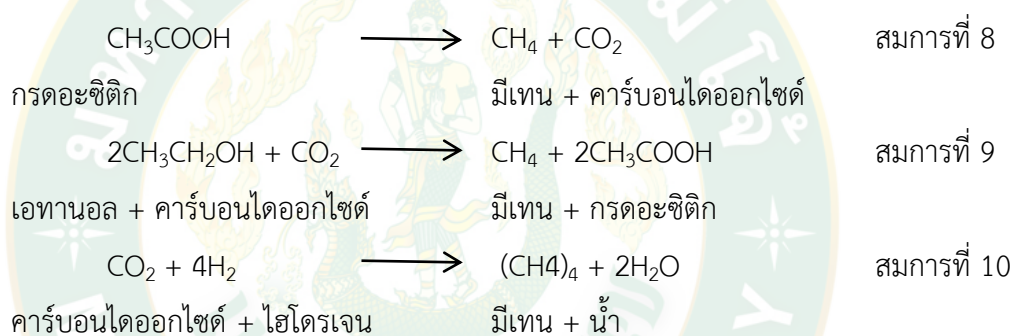 CH₃COOH ⟶ CH₄ + CO₂ สมการที่ 8
กรดอะซิติก มีเทน + คาร์บอนไดออกไซด์
2CH₃CH₂OH + CO₂ ⟶ CH₄ + 2CH₃COOH สมการที่ 9
เอทานอล + คาร์บอนไดออกไซด์ มีเทน + กรดอะซิติก
CO₂ + 4H₂ ⟶ (CH4)₄ + 2H₂O สมการที่ 10
คาร์บอนไดออกไซด์ + ไฮโดรเจน มีเทน + น้ำ